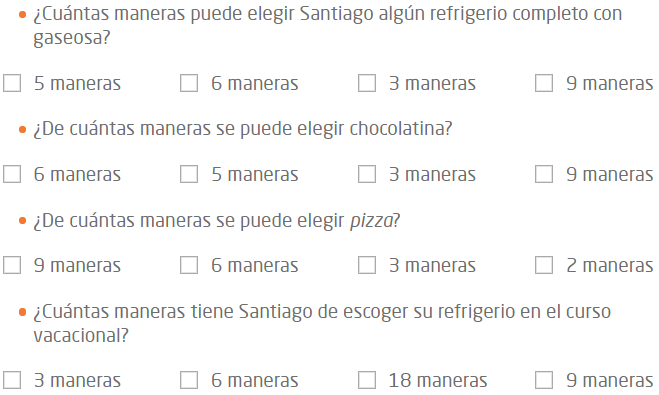 • ¿Cuántas maneras puede elegir Santiago algún refrigerio completo con
gaseosa?
☐ 5 maneras ☐ 6 maneras ☐ 3 maneras ☐ 9 maneras
• ¿De cuántas maneras se puede elegir chocolatina?
☐ 6 maneras ☐ 5 maneras ☐ 3 maneras ☐ 9 maneras
• ¿De cuántas maneras se puede elegir pizza?
☐ 9 maneras ☐ 6 maneras ☐ 3 maneras ☐ 2 maneras
• ¿Cuántas maneras tiene Santiago de escoger su refrigerio en el curso
vacacional?
☐ 3 maneras ☐ 6 maneras ☐ 18 maneras ☐ 9 maneras